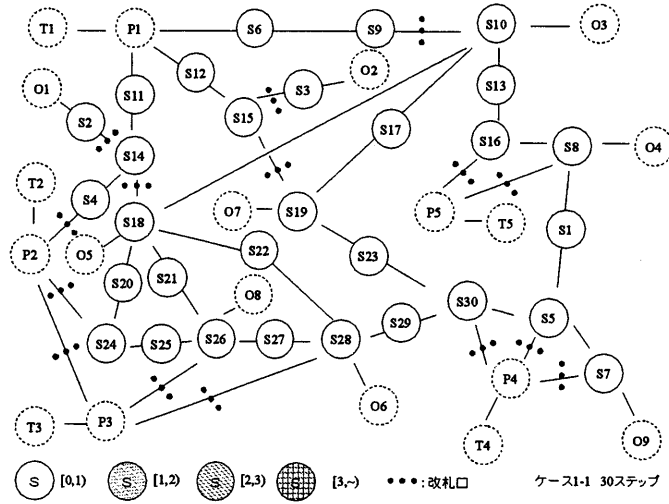 T1 P1 S6 S9 S10 O3
S12 O2
O1 S11 S3 S13
S2 S15 S17
S14 S16 S8 O4
T2 S4
O7 S19 P5 T5
S18 S1
P2 O5 S22 S23
S20 S21 O8 S30
S24 S25 S26 S27 S28 S29 S5
P4 S7
T3 P3 O6
T4 O9
S [0,1) S [1,2) S [2,3) S [3,~) •••:改札口 ケース1-1 30ステップ